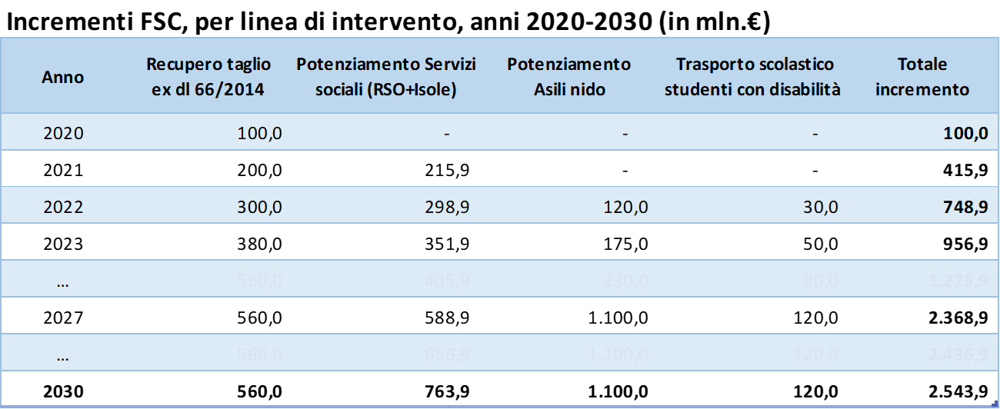 Incrementi FSC, per linea di intervento, anni 2020-2030 (in mln.€)
Anno Recupero taglio ex dl 66/2014 Potenziamento Servizi sociali (RSO+Isole) Potenziamento Asili nido Trasporto scolastico studenti con disabilità Totale incremento
2020 100,0 - - - 100,0
2021 200,0 215,9 - - 415,9
2022 300,0 298,9 120,0 30,0 748,9
2023 380,0 351,9 175,0 50,0 956,9
... 560,0 405,9 230,0 80,0 1.275,9
2027 560,0 588,9 1.100,0 120,0 2.368,9
... 560,0 656,9 1.100,0 120,0 2.436,9
2030 560,0 763,9 1.100,0 120,0 2.543,9